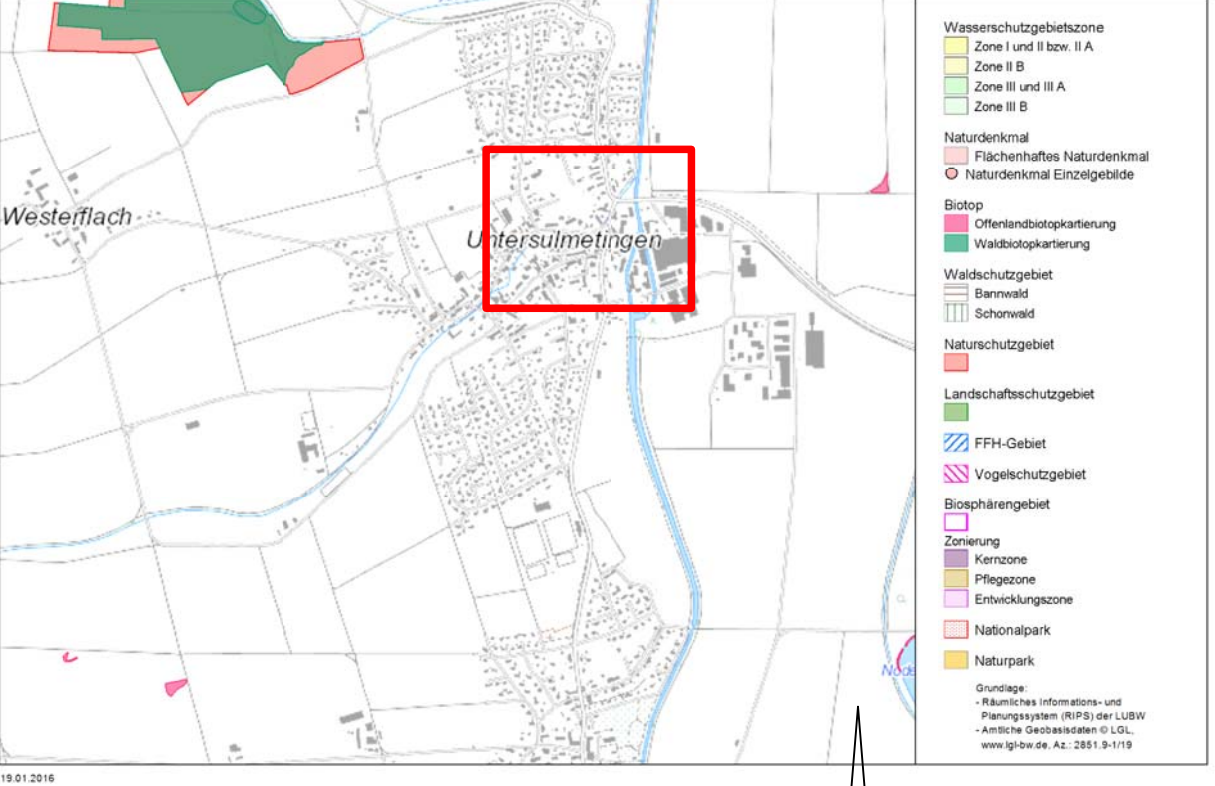 Westerflach
Untersulmetingen
19.01.2016
Wasserschutzgebietszone
Zone I und II bzw. II A
Zone II B
Zone III und III A
Zone III B
Naturdenkmal
Flächenhaftes Naturdenkmal
Naturdenkmal Einzelgebilde
Biotop
Offenlandbiotopkartierung
Waldbiotopkartierung
Waldschutzgebiet
Bannwald
Schonwald
Naturschutzgebiet
Landschaftsschutzgebiet
FFH-Gebiet
Vogelschutzgebiet
Biosphärengebiet
Zonierung
Kernzone
Pflegezone
Entwicklungszone
Nationalpark
Naturpark
Grundlage:
- Räumliches Informations- und
Planungssystem (RIPS) der LUBW
- Amtliche Geobasisdaten © LGL,
www.lgl-bw.de, Az.: 2851.9-1/19